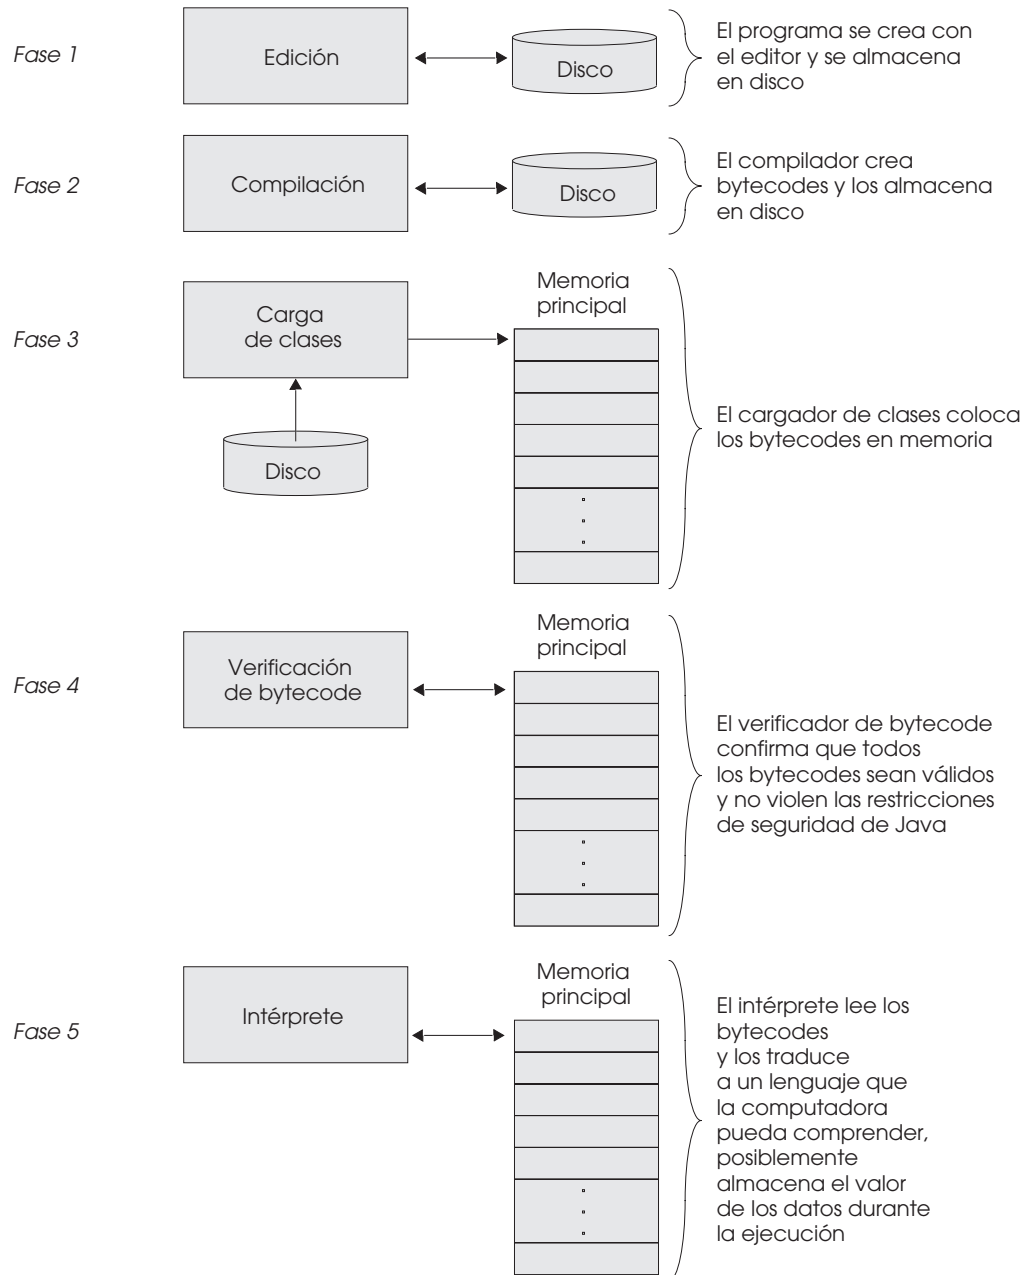 Fase 1
Edición
Disco
El programa se crea con
el editor y se almacena
en disco
Fase 2
Compilación
Disco
El compilador crea
bytecodes y los almacena
en disco
Fase 3
Carga
de clases
Disco
Memoria
principal
El cargador de clases coloca
los bytecodes en memoria
Fase 4
Verificación
de bytecode
Memoria
principal
El verificador de bytecode
confirma que todos
los bytecodes sean válidos
y no violen las restricciones
de seguridad de Java
Fase 5
Intérprete
Memoria
principal
El intérprete lee los
bytecodes
y los traduce
a un lenguaje que
la computadora
pueda comprender,
posiblemente
almacena el valor
de los datos durante
la ejecución